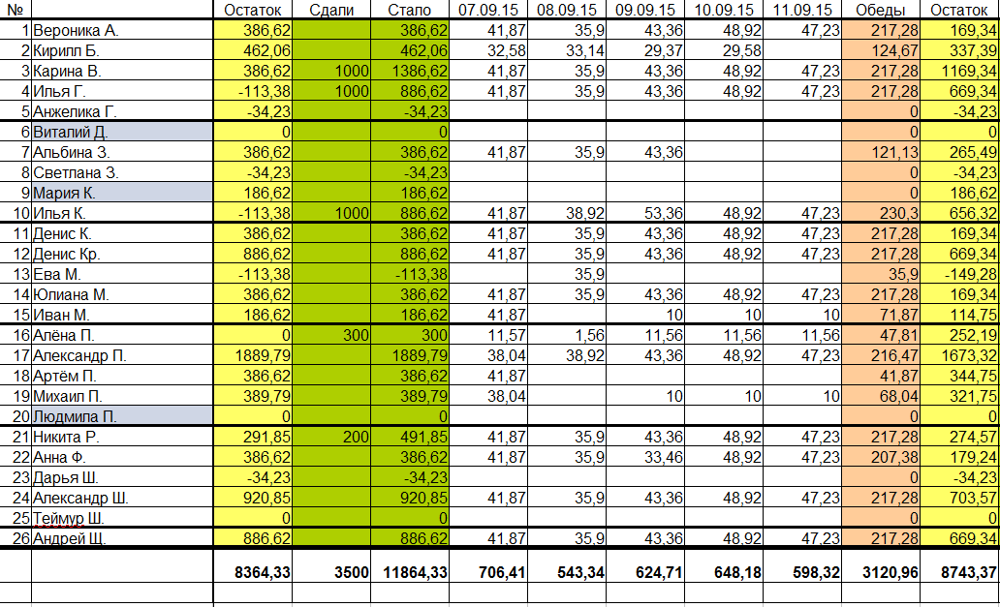 № Остаток Сдали Стало 07.09.15 08.09.15 09.09.15 10.09.15 11.09.15 Обеды Остаток
1 Вероника А. 386,62 386,62 41,87 35,9 43,36 48,92 47,23 217,28 169,34
2 Кирилл Б. 462,06 462,06 32,58 33,14 29,37 29,58 124,67 337,39
3 Карина В. 386,62 1000 1386,62 41,87 35,9 43,36 48,92 47,23 217,28 1169,34
4 Илья Г. -113,38 1000 886,62 41,87 35,9 43,36 48,92 47,23 217,28 669,34
5 Анжелика Г. -34,23 -34,23 0 -34,23
6 Виталий Д. 0 0 0 0
7 Альбина З. 386,62 386,62 41,87 35,9 43,36 121,13 265,49
8 Светлана З. -34,23 -34,23 0 -34,23
9 Мария К. 186,62 186,62 0 186,62
10 Илья К. -113,38 1000 886,62 41,87 38,92 53,36 48,92 47,23 230,3 656,32
11 Денис К. 386,62 386,62 41,87 35,9 43,36 48,92 47,23 217,28 169,34
12 Денис Кр. 886,62 886,62 41,87 35,9 43,36 48,92 47,23 217,28 669,34
13 Ева М. -113,38 -113,38 35,9 35,9 -149,28
14 Юлиана М. 386,62 386,62 41,87 35,9 43,36 48,92 47,23 217,28 169,34
15 Иван М. 186,62 186,62 41,87 10 10 10 71,87 114,75
16 Алёна П. 0 300 300 11,57 1,56 11,56 11,56 11,56 47,81 252,19
17 Александр П. 1889,79 1889,79 38,04 38,92 43,36 48,92 47,23 216,47 1673,32
18 Артём П. 386,62 386,62 41,87 41,87 344,75
19 Михаил П. 389,79 389,79 38,04 10 10 10 68,04 321,75
20 Людмила П. 0 0 0 0
21 Никита Р. 291,85 200 491,85 41,87 35,9 43,36 48,92 47,23 217,28 274,57
22 Анна Ф. 386,62 386,62 41,87 35,9 33,46 48,92 47,23 207,38 179,24
23 Дарья Ш. -34,23 -34,23 0 -34,23
24 Александр Ш. 920,85 920,85 41,87 35,9 43,36 48,92 47,23 217,28 703,57
25 Теймур Ш. 0 0 0 0
26 Андрей Щ. 886,62 886,62 41,87 35,9 43,36 48,92 47,23 217,28 669,34
8364,33 3500 11864,33 706,41 543,34 624,71 648,18 598,32 3120,96 8743,37